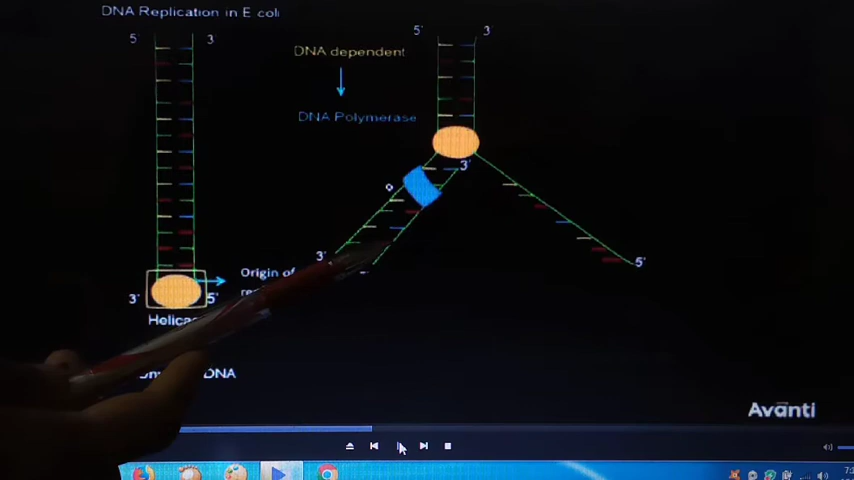 DNA Replication in E coli
5' 3'
5' 3'
DNA dependent
DNA Polymerase
3'
3'
5'
Origin of
3' 5'
DNA
Avanti